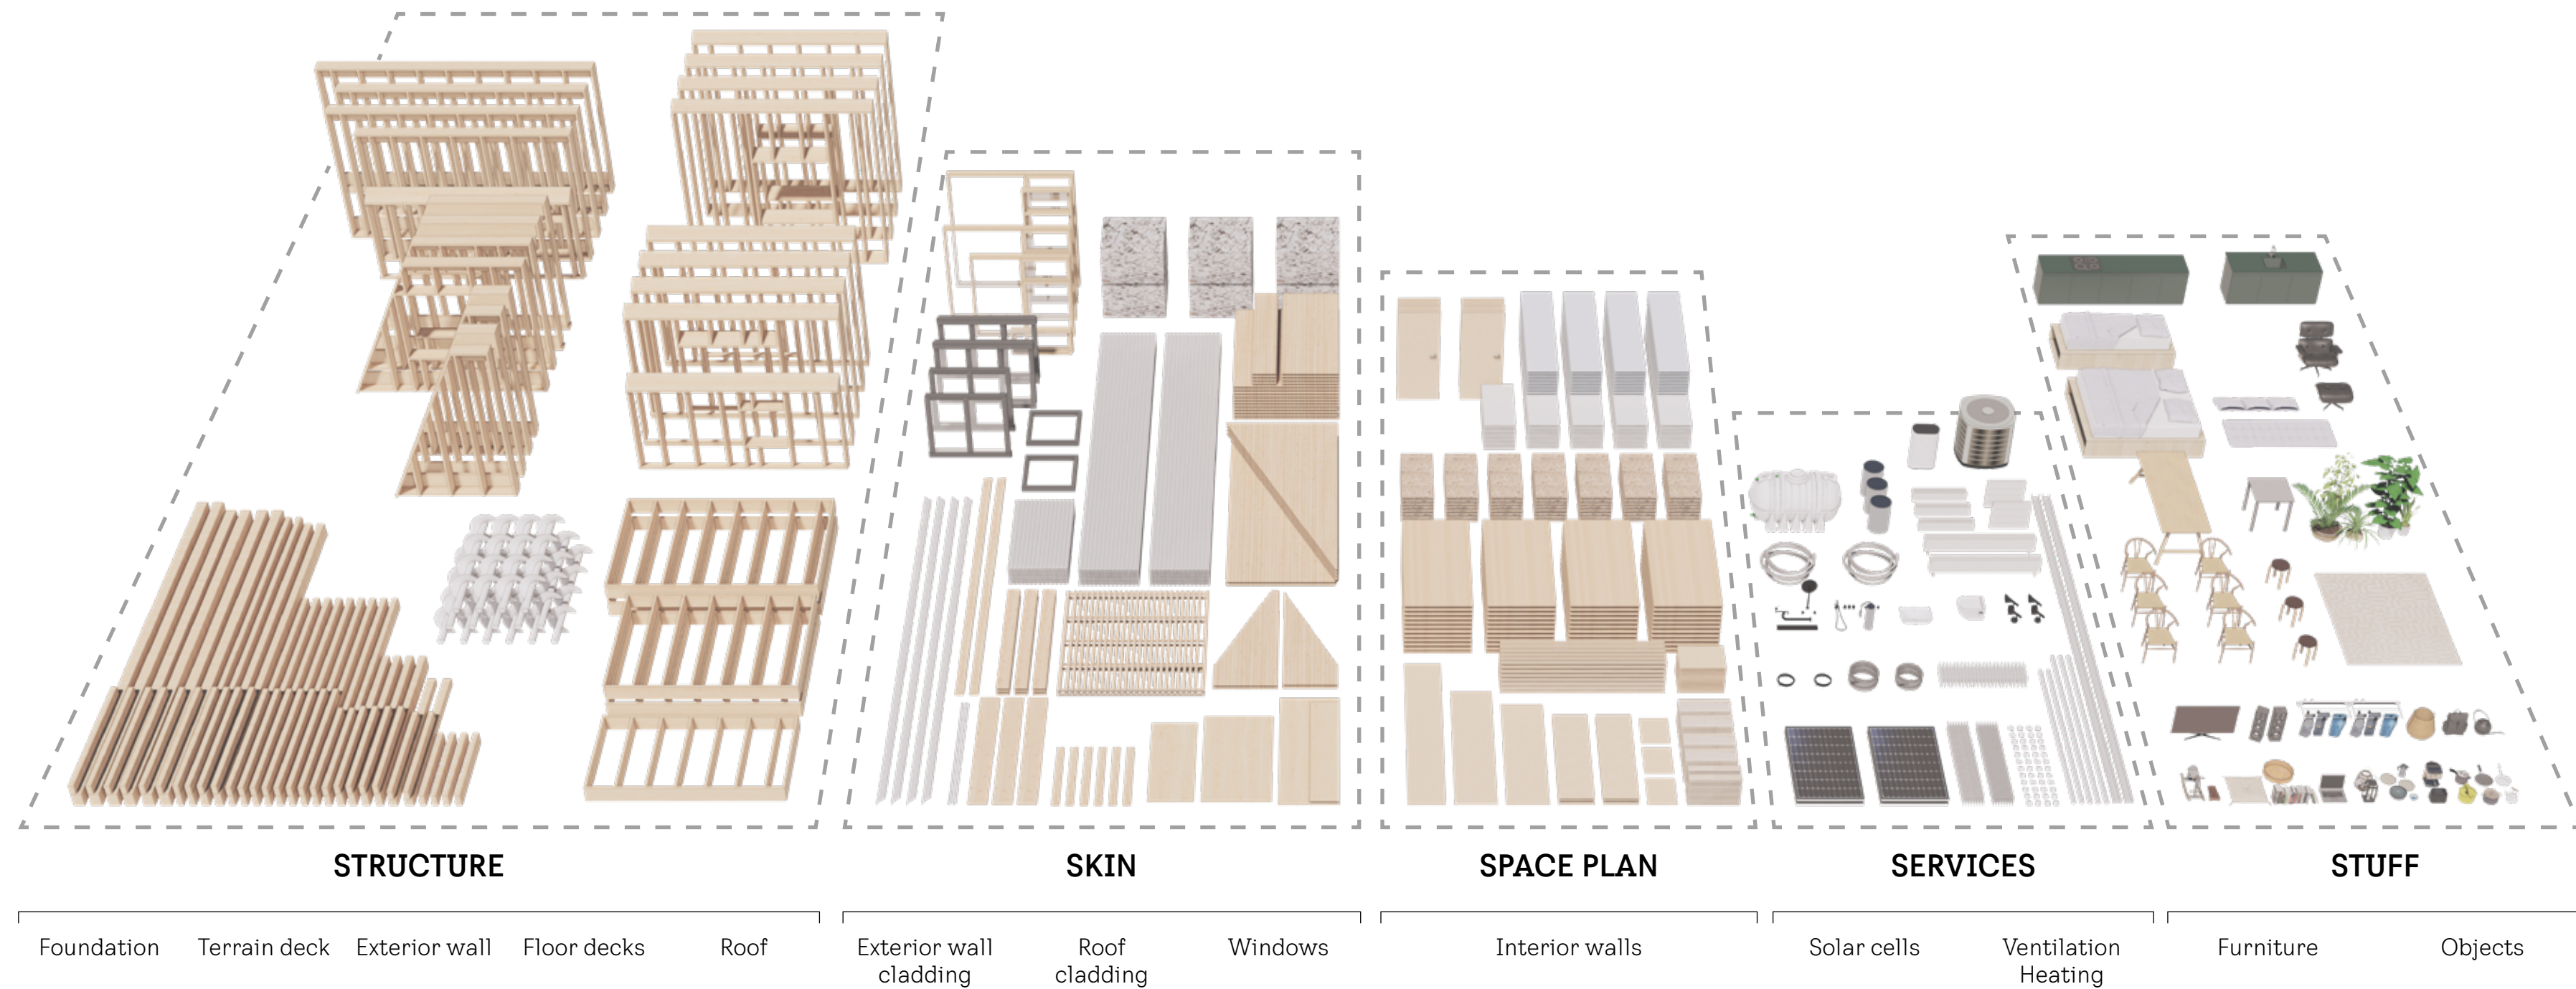 STRUCTURE
SKIN
SPACE PLAN
SERVICES
STUFF
Foundation
Terrain deck
Exterior wall
Floor decks
Roof
Exterior wall
cladding
Roof
cladding
Windows
Interior walls
Solar cells
Ventilation
Heating
Furniture
Objects